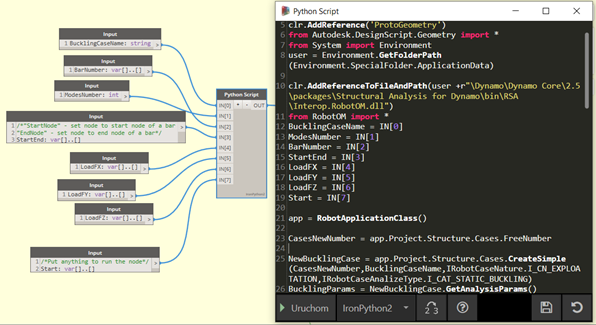 Input
1 BucklingCaseName: string;
Input
1 BarNumber: var[]..[]
Input
1 ModesNumber: int
Input
1 /*"StartNode" - set node to start node of a bar
2 "EndNode" - set node to end node of a bar*/
3 StartEnd: var[]..[]
Input
1 LoadFX: var[]..[]
Input
1 LoadFY: var[]..[]
Input
1 LoadFZ: var[]..[]
Input
1 /*Put anything to run the node*/
2 Start: var[]..[]
Python Script
IN[0] + - OUT
IN[1]
IN[2]
IN[3]
IN[4]
IN[5]
IN[6]
IN[7]
IronPython2
Python Script
5 clr.AddReference('ProtoGeometry')
6 from Autodesk.DesignScript.Geometry import *
7 from System import Environment
8 user = Environment.GetFolderPath
(Environment.SpecialFolder.ApplicationData)
9
10 clr.AddReferenceToFileAndPath(user +r"\Dynamo\Dynamo Core\2.5
\packages\Structural Analysis for Dynamo\bin\RSA
\Interop.RobotOM.dll")
11 from RobotOM import *
12 BucklingCaseName = IN[0]
13 ModesNumber = IN[1]
14 BarNumber = IN[2]
15 StartEnd = IN[3]
16 LoadFX = IN[4]
17 LoadFY = IN[5]
18 LoadFZ = IN[6]
19 Start = IN[7]
20
21 app = RobotApplicationClass()
22
23 CasesNewNumber = app.Project.Structure.Cases.FreeNumber
24
25 NewBucklingCase = app.Project.Structure.Cases.CreateSimple
(CasesNewNumber,BucklingCaseName,IRobotCaseNature.I_CN_EXPLOA
TATION,IRobotCaseAnalizeType.I_CAT_STATIC_BUCKLING)
26 BucklingParams = NewBucklingCase.GetAnalysisParams()
Uruchom IronPython2